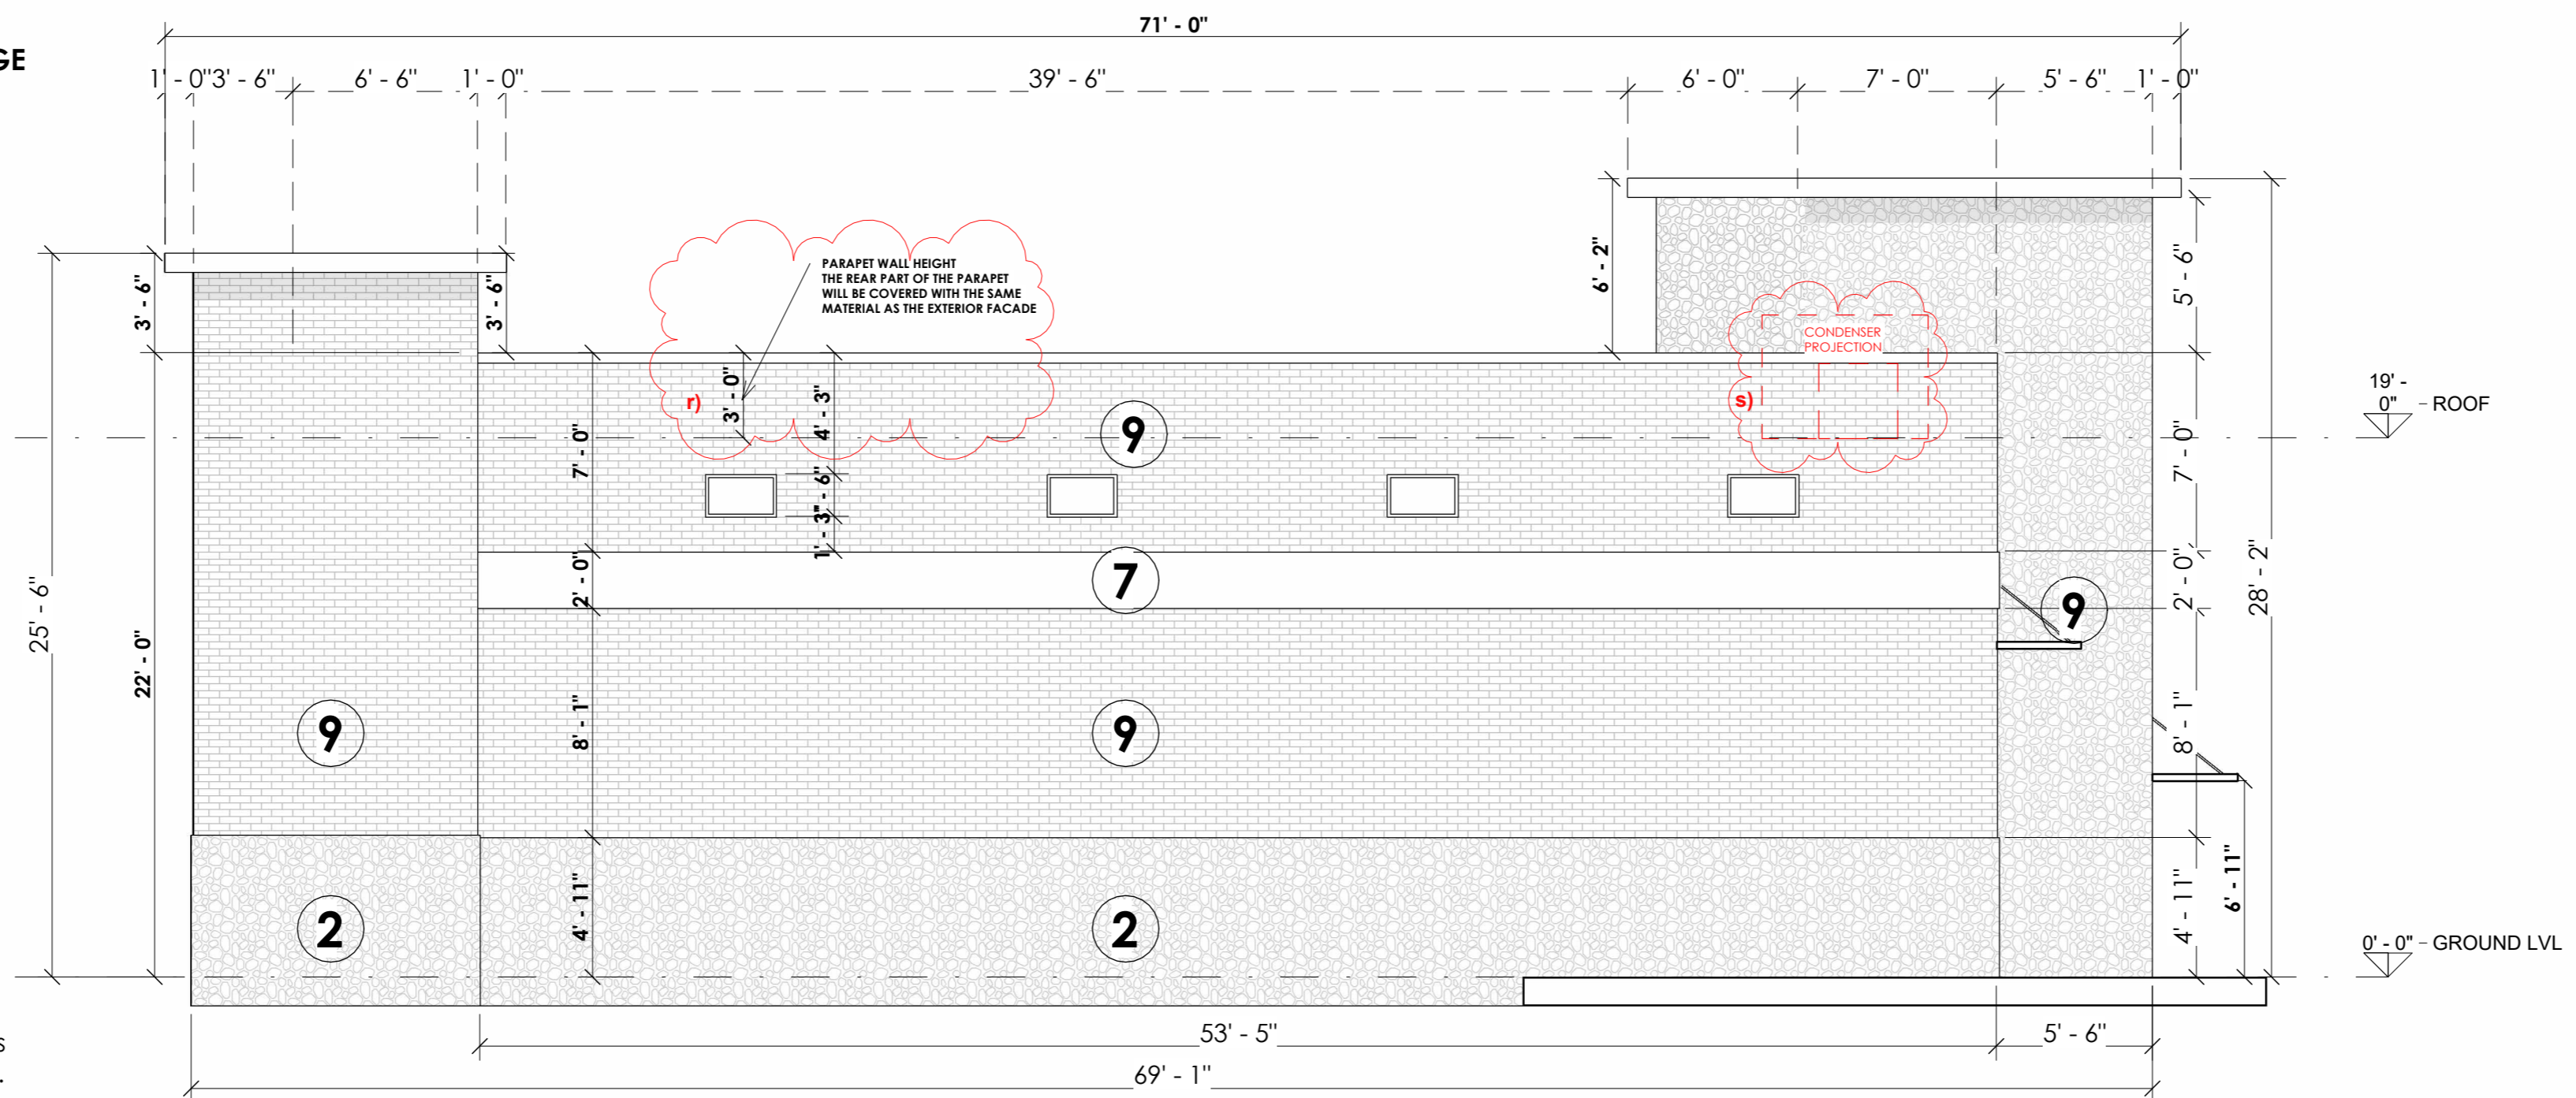 71' - 0"
GE
1' - 0" 3' - 6" 6' - 6" 1' - 0" 39' - 6" 6' - 0" 7' - 0" 5' - 6" 1' - 0"
PARAPET WALL HEIGHT
THE REAR PART OF THE PARAPET
WILL BE COVERED WITH THE SAME
MATERIAL AS THE EXTERIOR FACADE
6' - 2"
5' - 6"
3' - 6"
3' - 6"
CONDENSER
PROJECTION
r)
3' - 0"
4' - 3"
s)
19' -
0" ROOF
9
7' - 0"
7' - 0"
1' - 6"
1' - 3"
25' - 6"
2' - 0"
7
2' - 0"
28' - 2"
9
22' - 0"
8' - 1"
9
9
8' - 1"
4' - 11"
2
2
4' - 11"
6' - 11"
0' - 0" GROUND LVL
53' - 5" 5' - 6"
S
69' - 1"